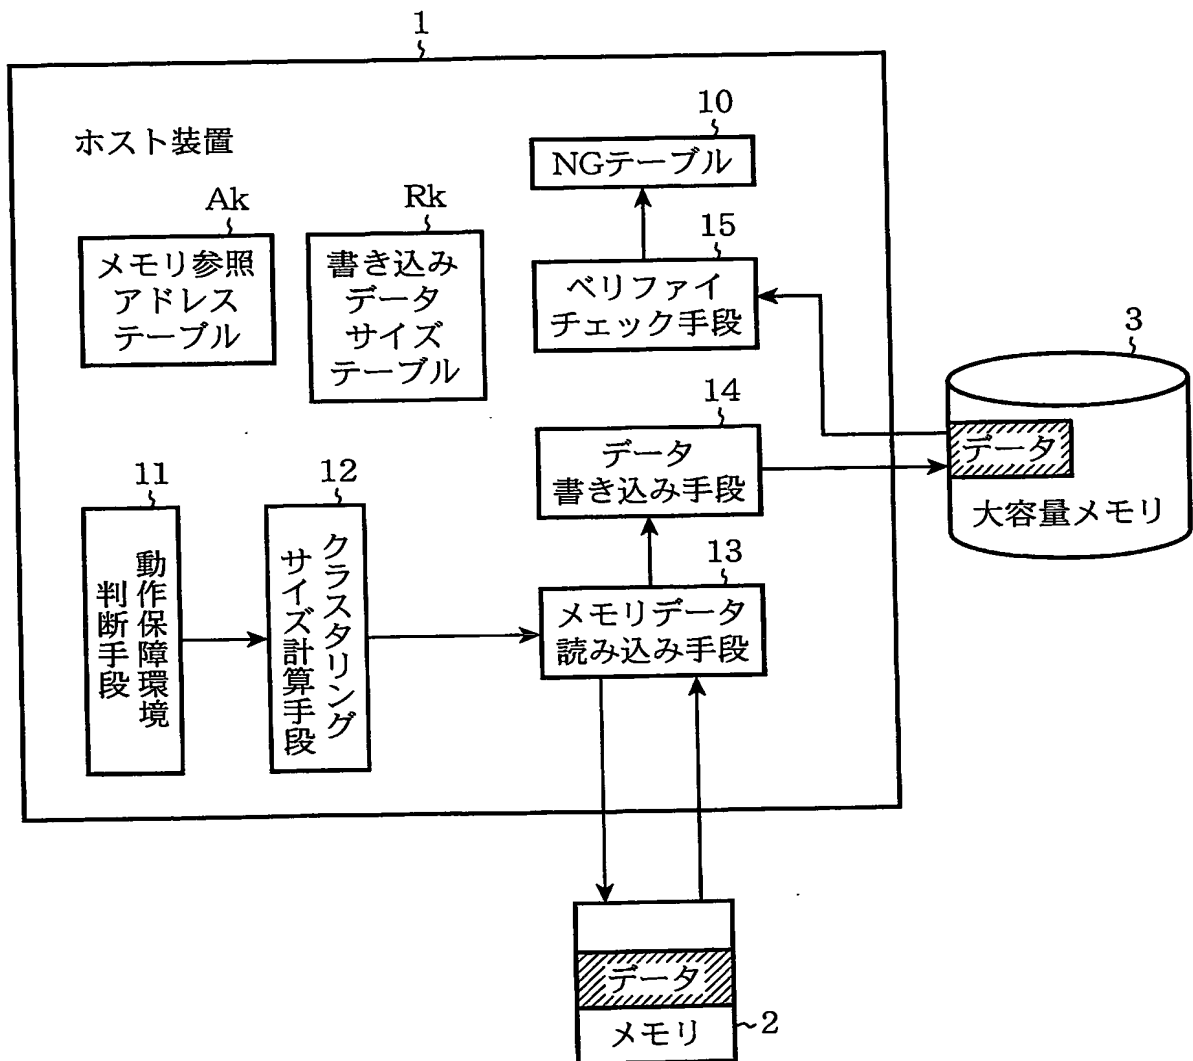 1
ホスト装置
10
NGテーブル
Ak
メモリ参照
アドレス
テーブル
Rk
書き込み
データ
サイズ
テーブル
15
ベリファイ
チェック手段
3
データ
大容量メモリ
14
データ
書き込み手段
11
動作保障環境
判断手段
12
クラスタリング
サイズ計算手段
13
メモリデータ
読み込み手段
データ
メモリ
2